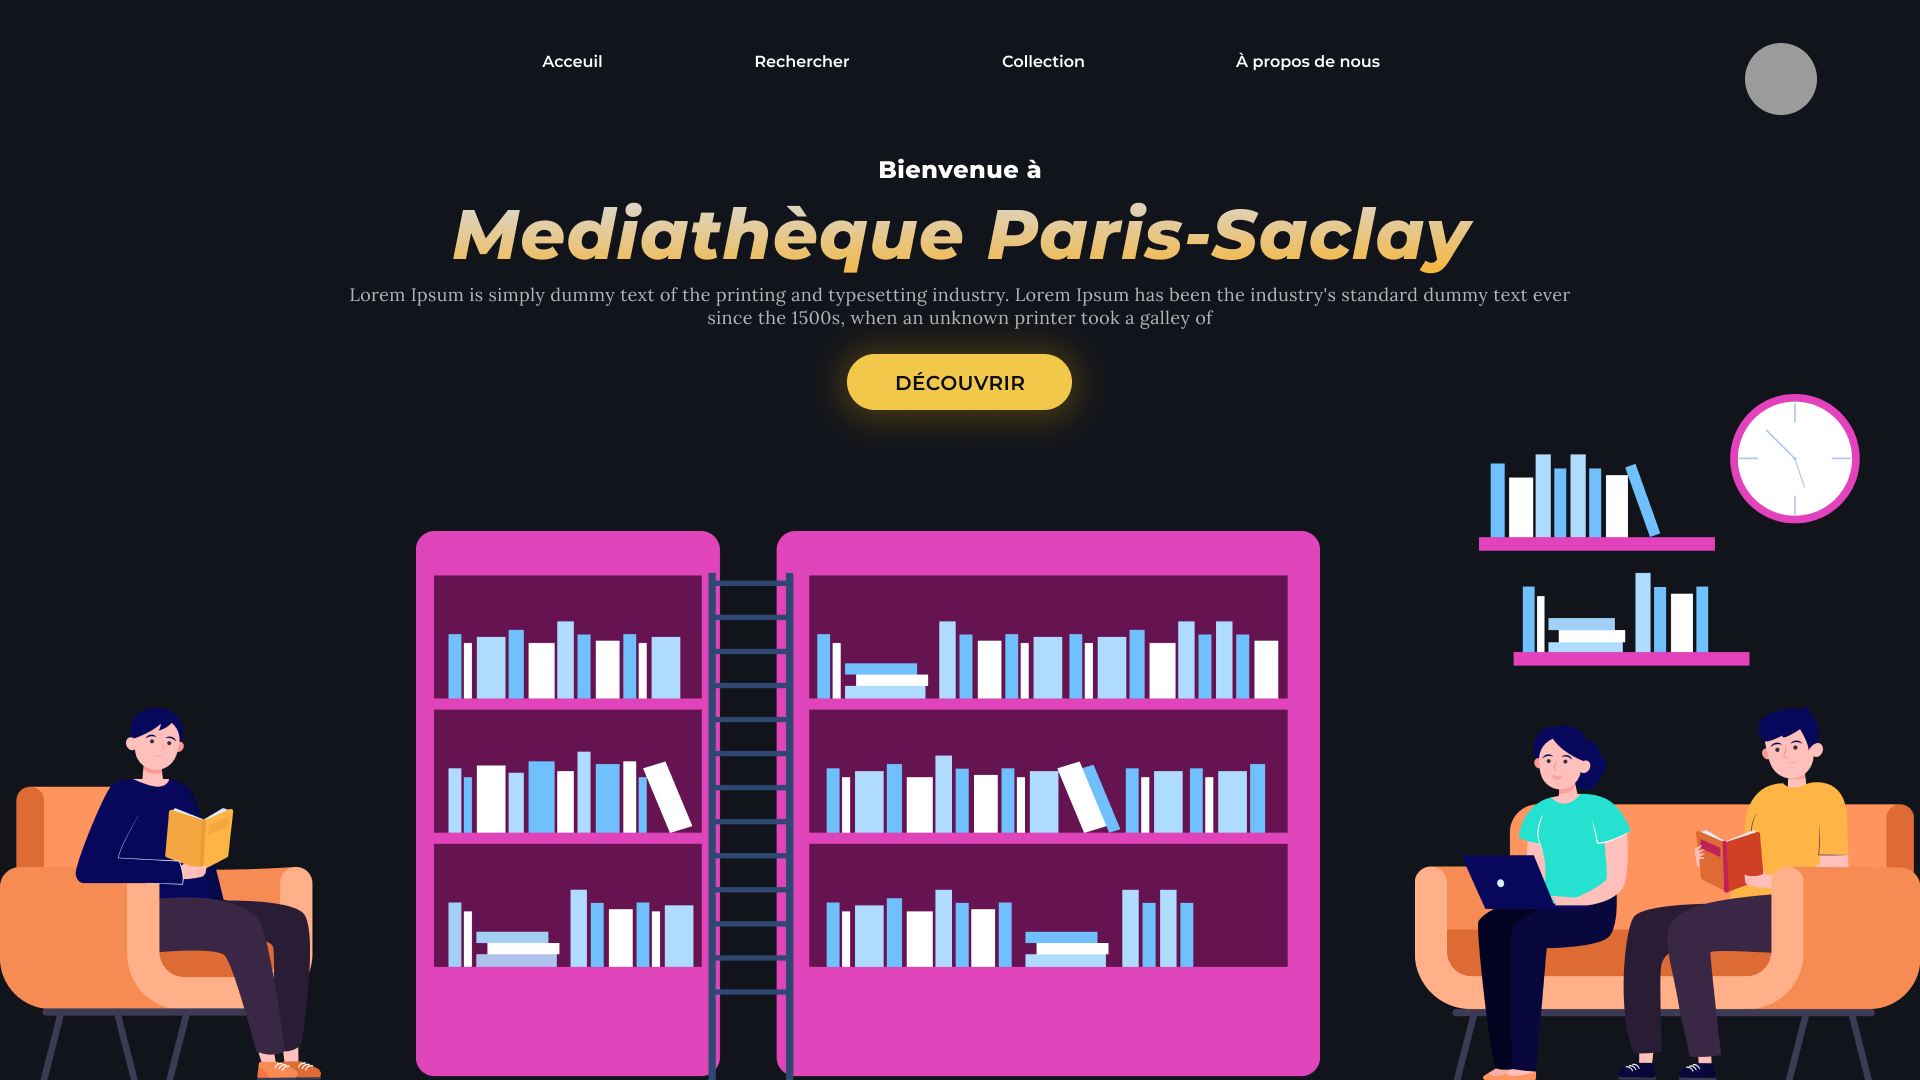 Acceuil Rechercher Collection À propos de nous
Bienvenue à
Mediathèque Paris-Saclay
Lorem Ipsum is simply dummy text of the printing and typesetting industry. Lorem Ipsum has been the industry's standard dummy text ever
since the 1500s, when an unknown printer took a galley of
DÉCOUVRIR